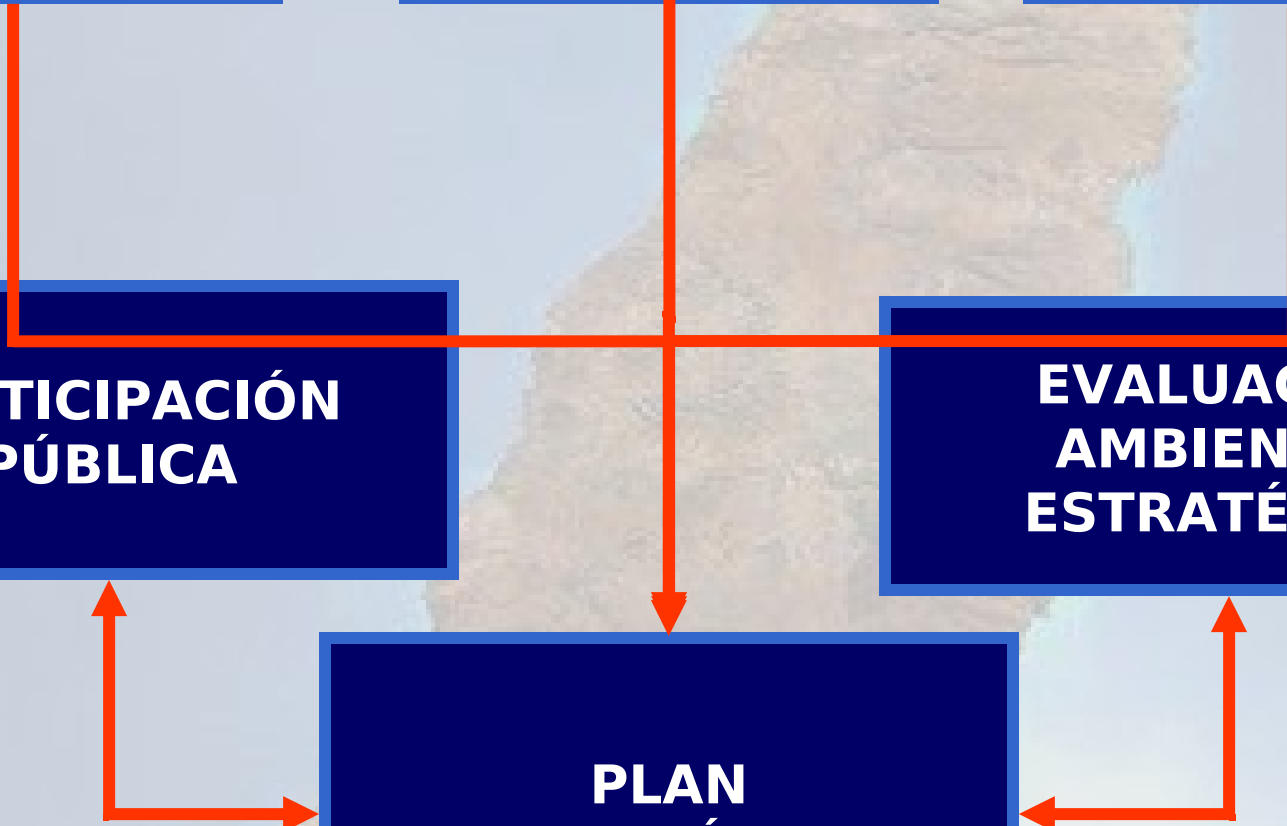 TICIPACIÓN
PÚBLICA
EVALUAC
AMBIEN
ESTRATÉ
PLAN